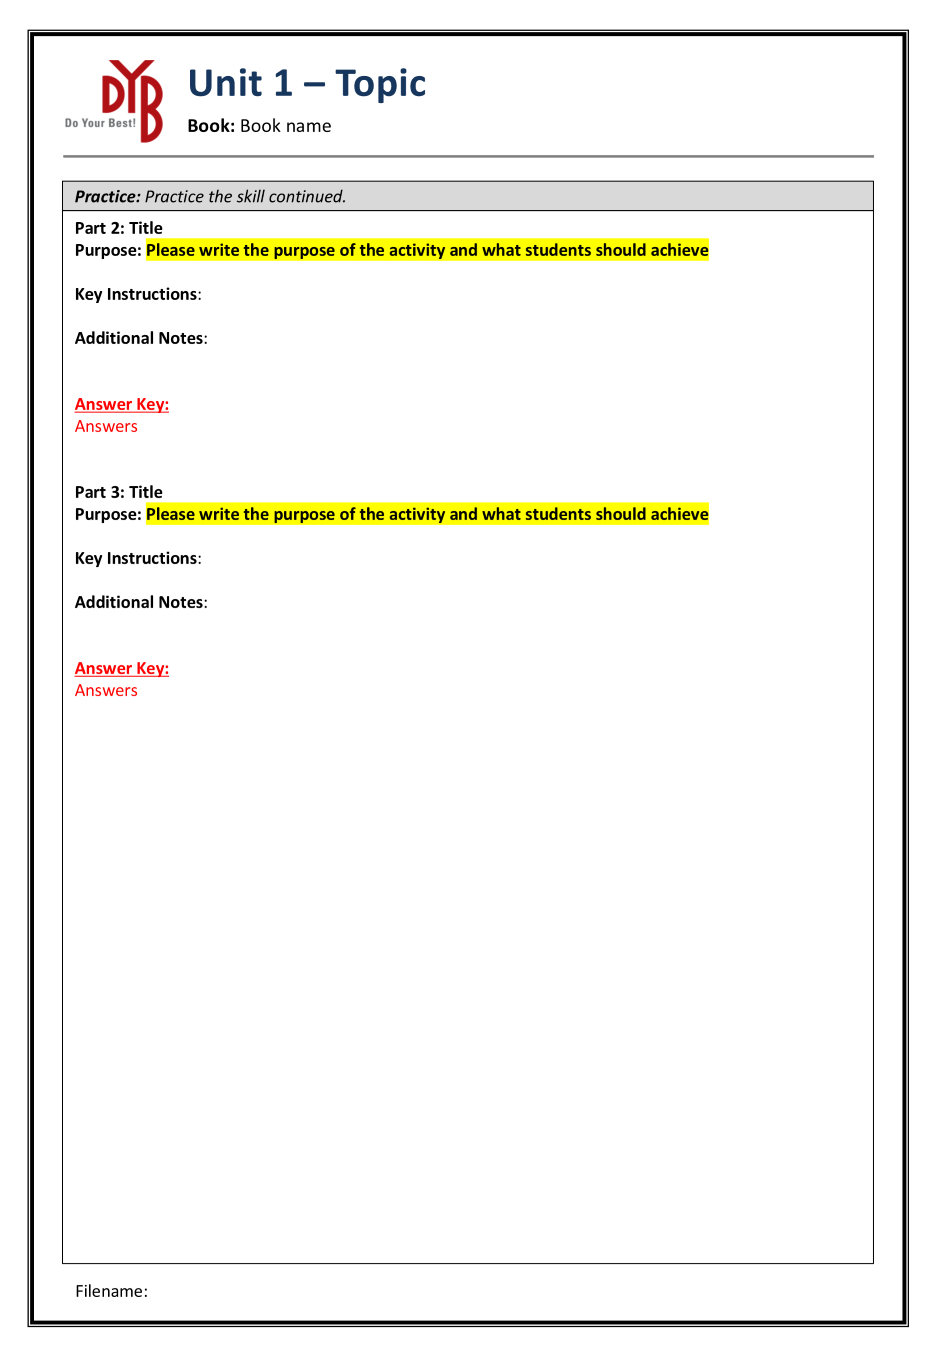 DYB
Do Your Best!
Unit 1 – Topic
Book: Book name
Practice: Practice the skill continued.
Part 2: Title
Purpose: Please write the purpose of the activity and what students should achieve
Key Instructions:
Additional Notes:
Answer Key:
Answers
Part 3: Title
Purpose: Please write the purpose of the activity and what students should achieve
Key Instructions:
Additional Notes:
Answer Key:
Answers
Filename: